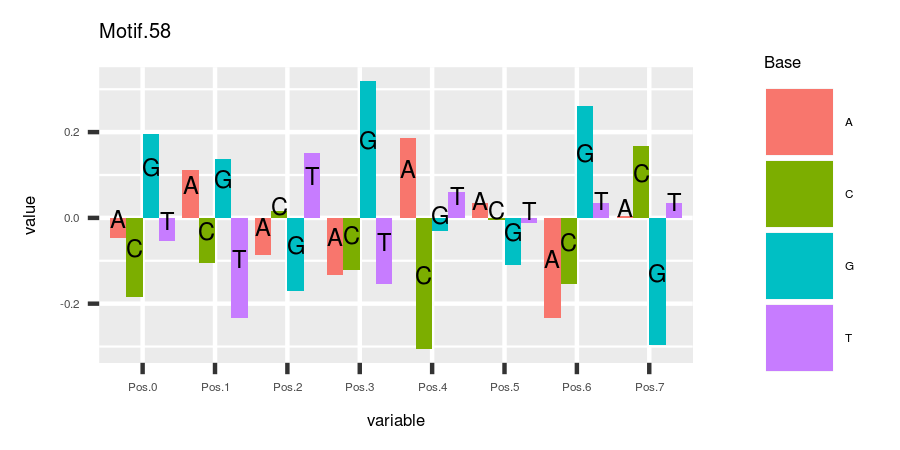 Motif.58
Base
A
C
G
T
value
0.2
0.0
-0.2
A C G T
A C G T
A C G T
A C G T
A C G T
A C G T
A C G T
A C G T
Pos.0 Pos.1 Pos.2 Pos.3 Pos.4 Pos.5 Pos.6 Pos.7
variable